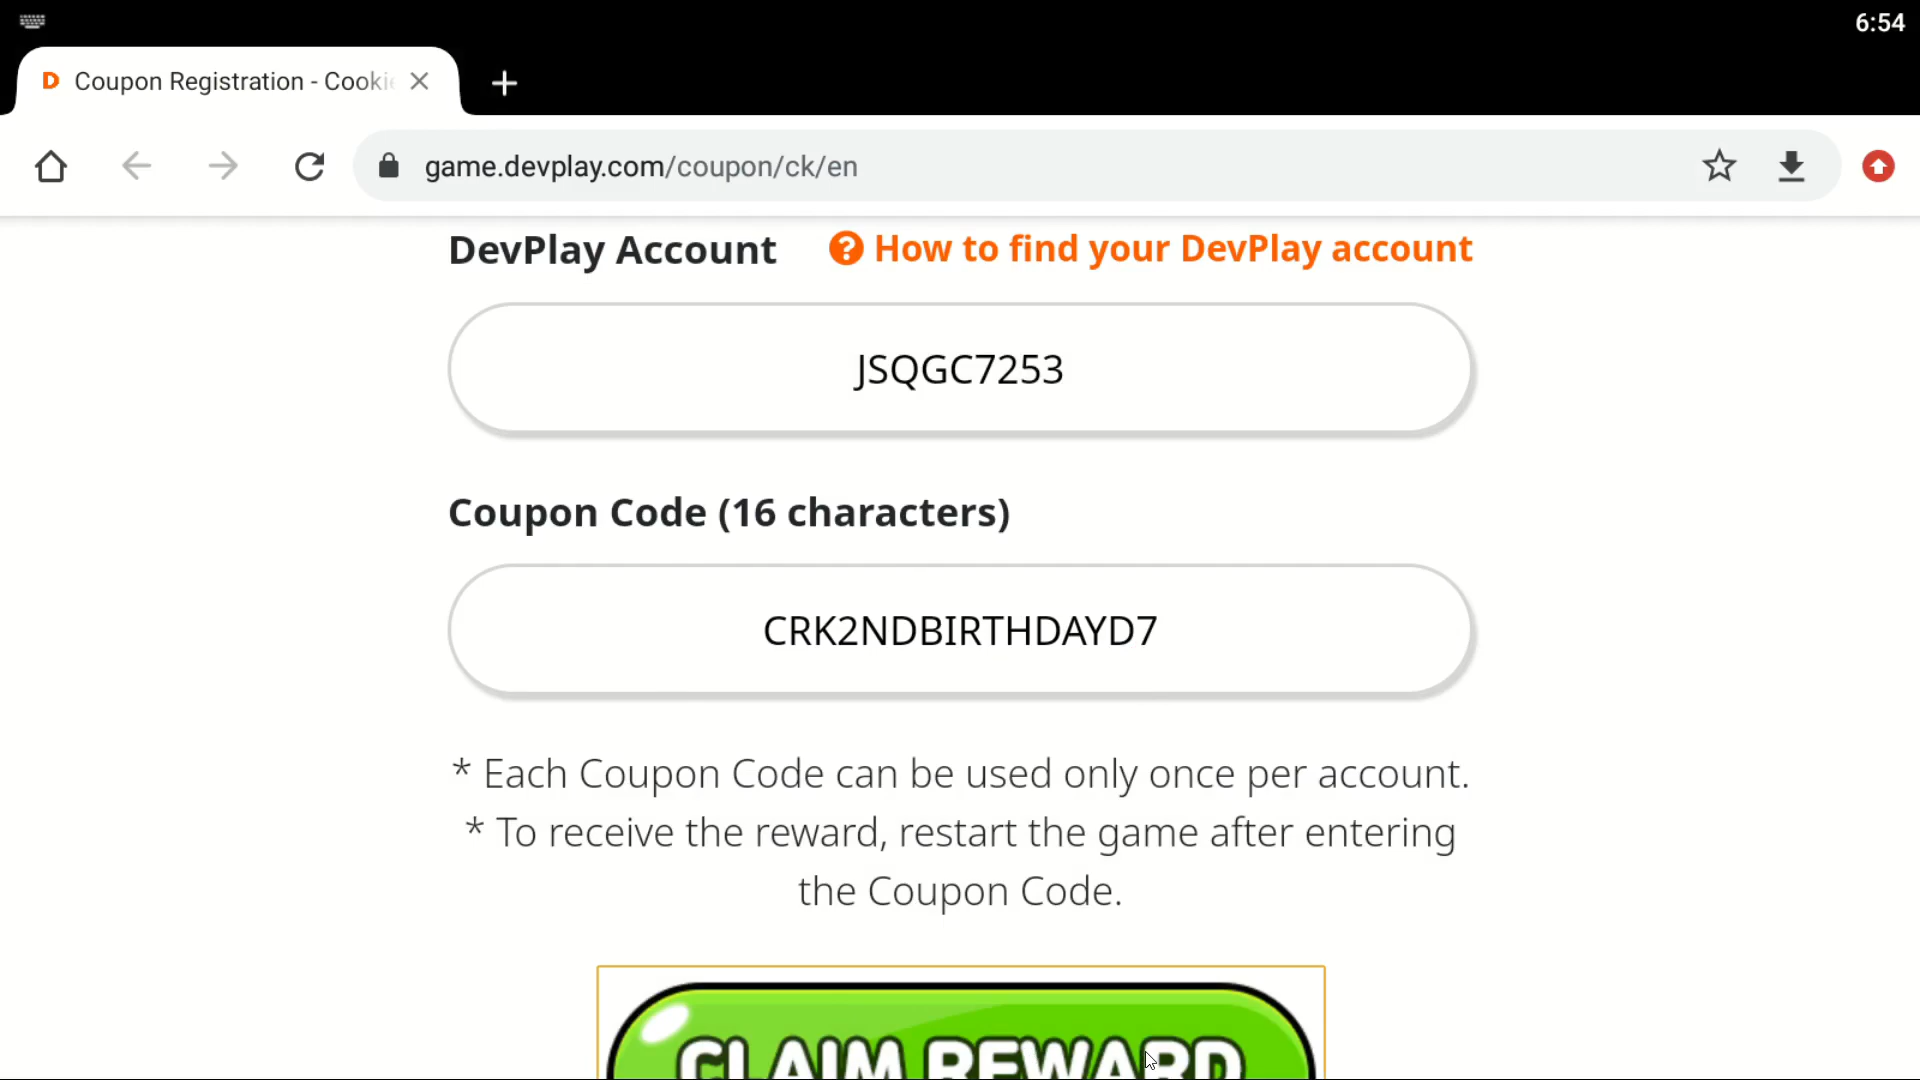 6:54
D Coupon Registration - Cookie
game.devplay.com/coupon/ck/en
DevPlay Account ? How to find your DevPlay account
JSQGC7253
Coupon Code (16 characters)
CRK2NDBIRTHDAYD7
* Each Coupon Code can be used only once per account.
* To receive the reward, restart the game after entering
the Coupon Code.
CLAIM REWARD